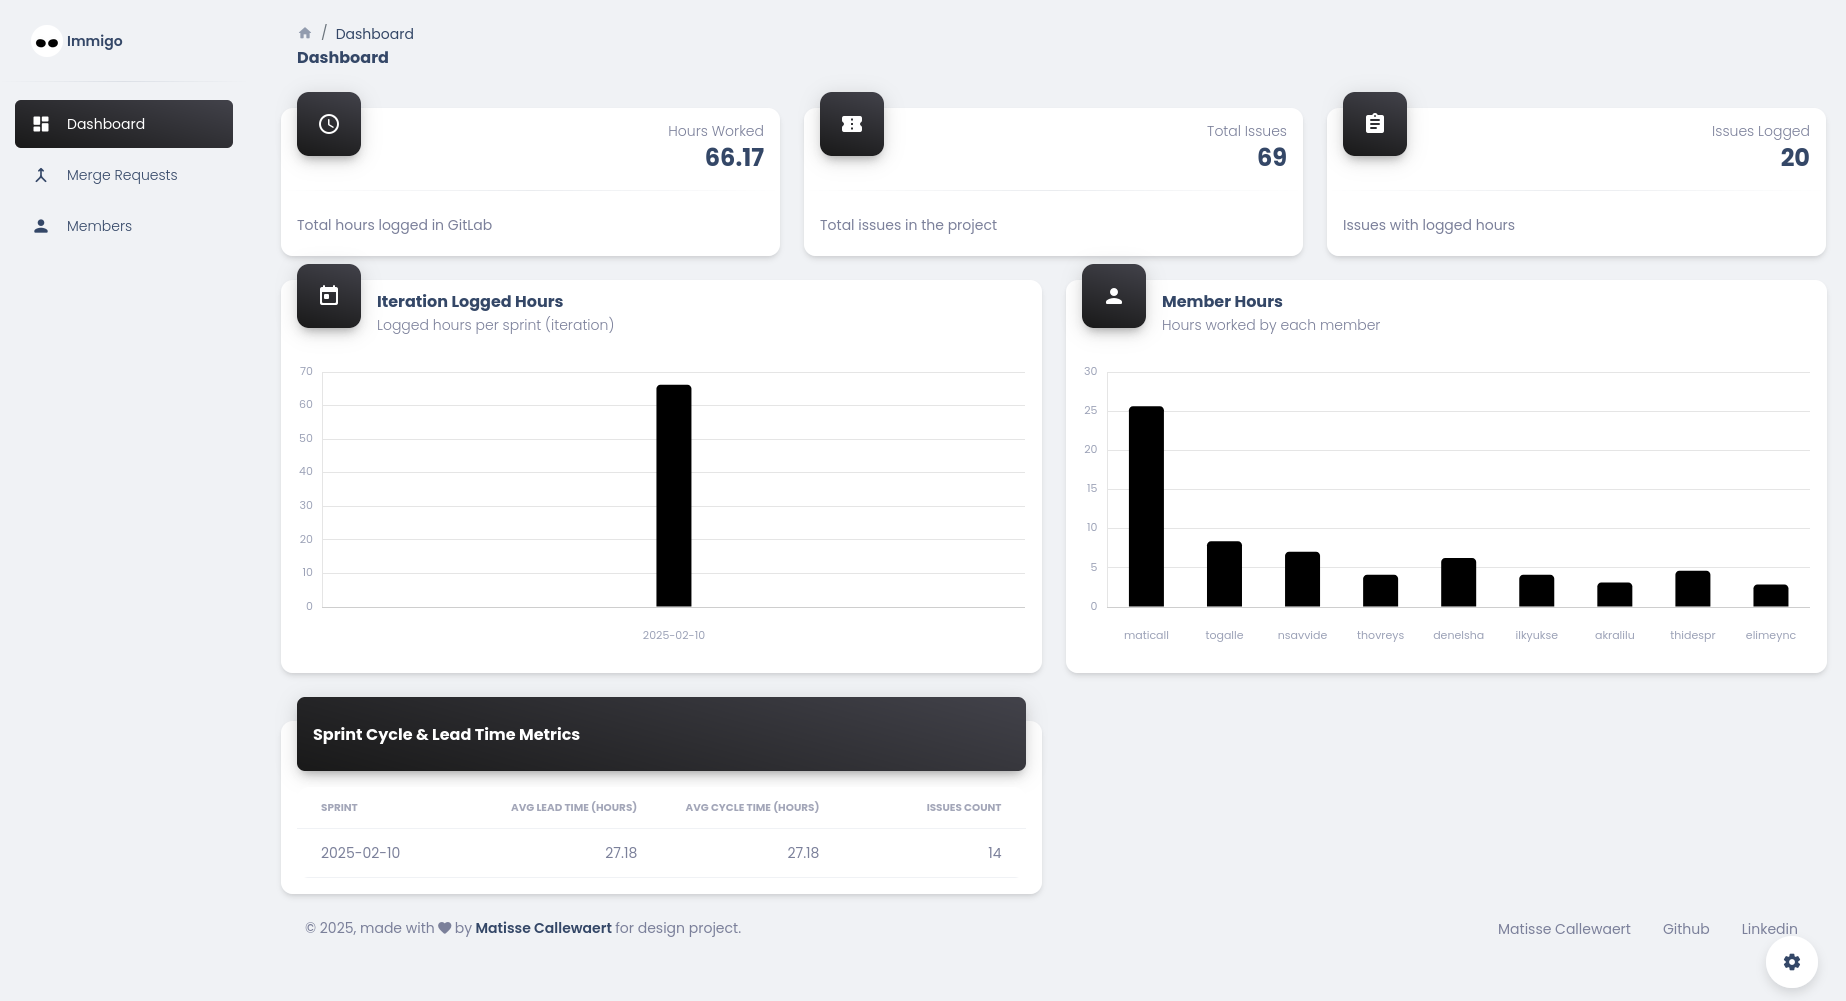 Immigo
Dashboard
Merge Requests
Members
/ Dashboard
Dashboard
Hours Worked
66.17
Total hours logged in GitLab
Total Issues
69
Total issues in the project
Issues Logged
20
Issues with logged hours
Iteration Logged Hours
Logged hours per sprint (iteration)
70
60
50
40
30
20
10
0
2025-02-10
Member Hours
Hours worked by each member
30
25
20
15
10
5
0
maticall togalle nsavvide thovreys denelsha ilkyukse akralilu thidespr elimeync
Sprint Cycle & Lead Time Metrics
SPRINT AVG LEAD TIME (HOURS) AVG CYCLE TIME (HOURS) ISSUES COUNT
2025-02-10 27.18 27.18 14
© 2025, made with by Matisse Callewaert for design project.
Matisse Callewaert Github Linkedin